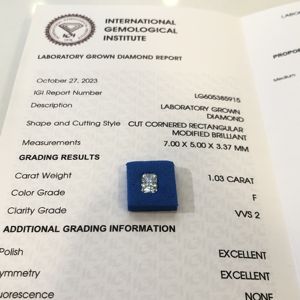 INTERNATIONAL
GEMOLOGICAL
INSTITUTE
LABORATORY GROWN DIAMOND REPORT
October 27, 2023
IGI Report Number LG605385915
Description LABORATORY GROWN
DIAMOND
Shape and Cutting Style CUT CORNERED RECTANGULAR
MODIFIED BRILLIANT
Measurements 7.00 X 5.00 X 3.37 MM
GRADING RESULTS
Carat Weight 1.03 CARAT
Color Grade F
Clarity Grade VVS 2
ADDITIONAL GRADING INFORMATION
Polish EXCELLENT
ymmetry EXCELLENT
uorescence NONE
LABORA
PROPO
Medium